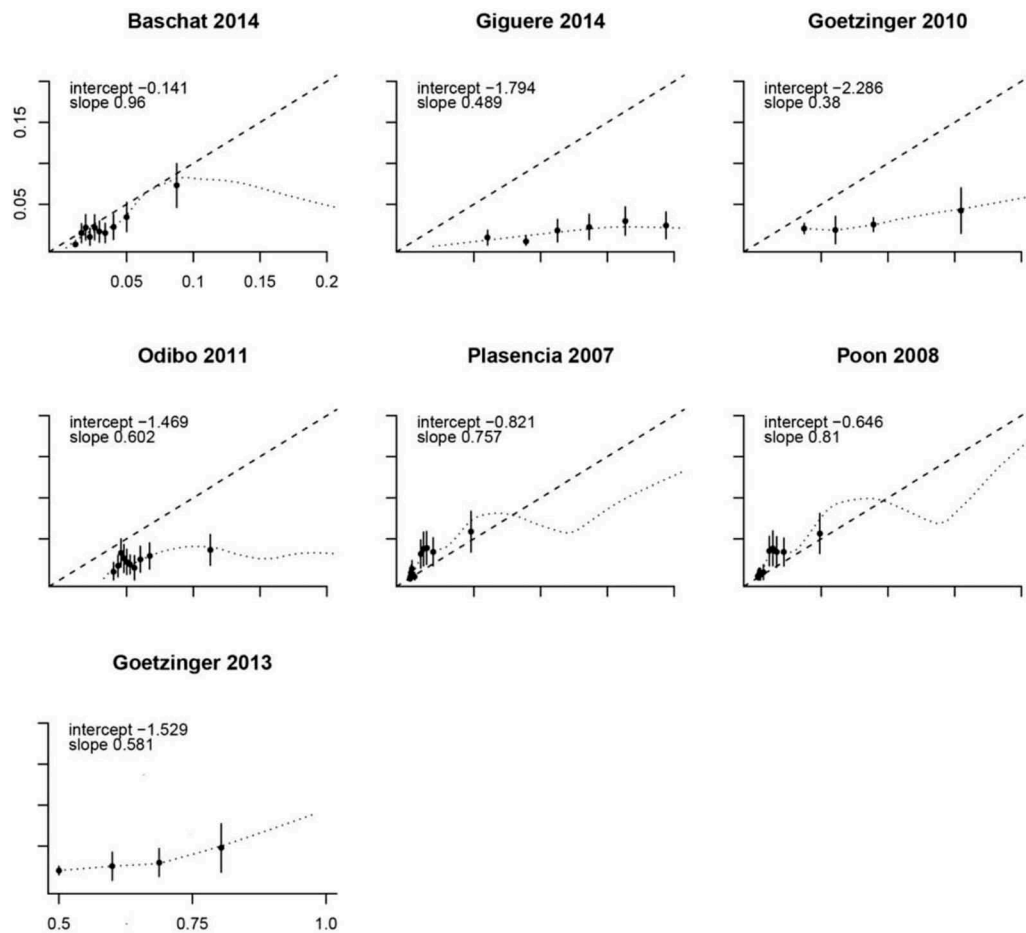 Baschat 2014
intercept −0.141
slope 0.96
0.15
0.05
0.05 0.1 0.15 0.2
Giguere 2014
intercept −1.794
slope 0.489
Goetzinger 2010
intercept −2.286
slope 0.38
Odibo 2011
intercept −1.469
slope 0.602
Plasencia 2007
intercept −0.821
slope 0.757
Poon 2008
intercept −0.646
slope 0.81
Goetzinger 2013
intercept −1.529
slope 0.581
0.5 0.75 1.0